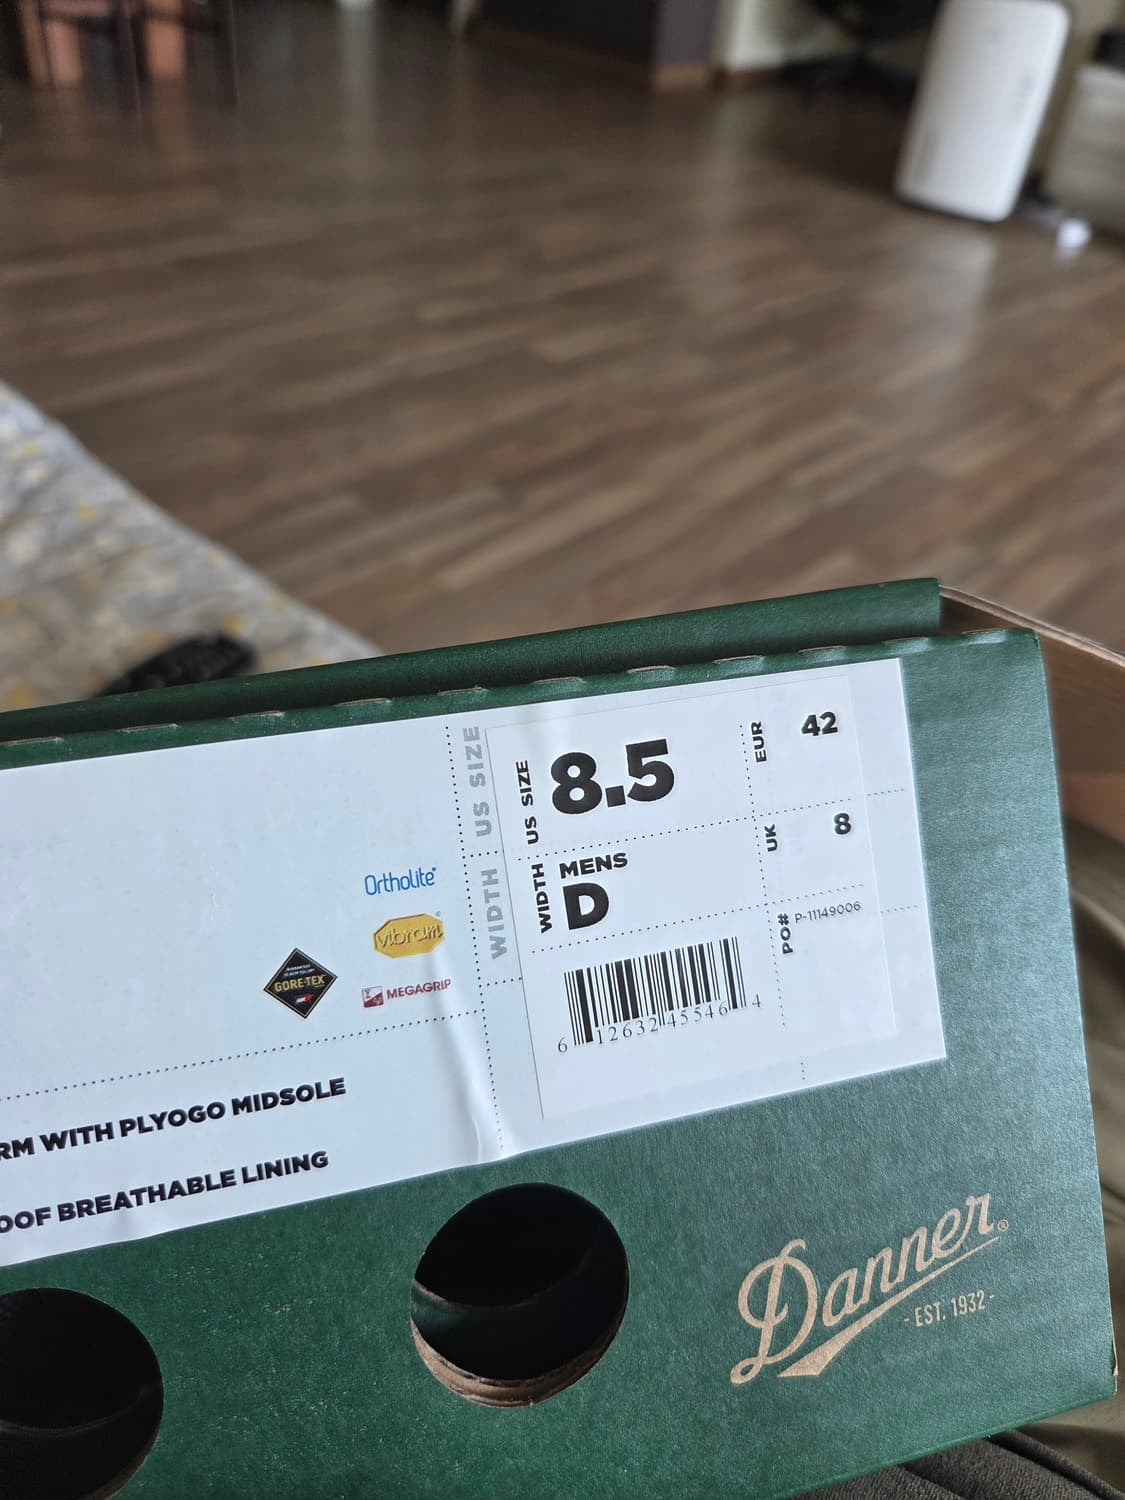 US SIZE
WIDTH
US SIZE
8.5
EUR
42
WIDTH
MENS
D
UK
8
PO#
P-11149006
6 12632 45546 4
Ortholite®
vibram®
GORE-TEX
MEGAGRIP
RM WITH PLYOGO MIDSOLE
OOF BREATHABLE LINING
Danner®
- EST. 1932 -